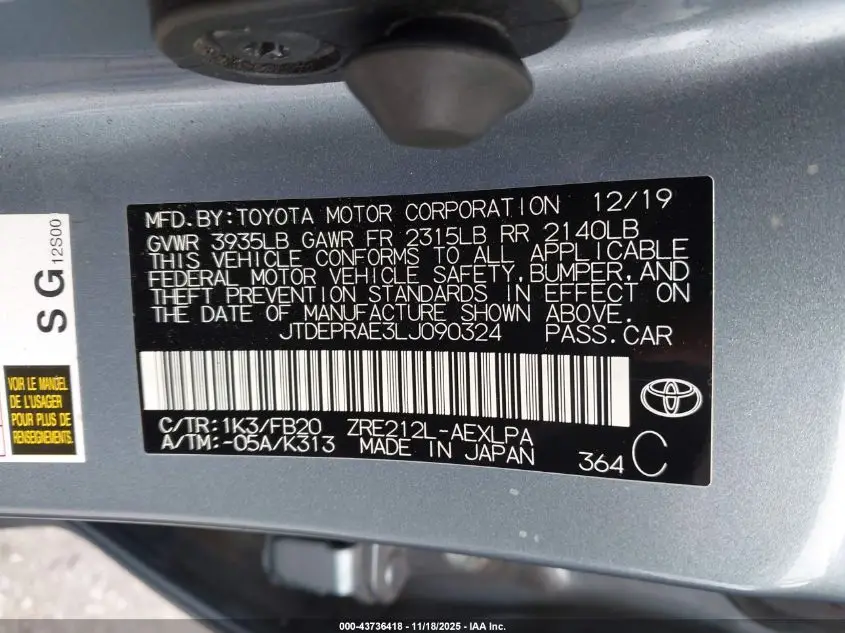 MFD.BY:TOYOTA MOTOR CORPORATION 12/19
GVWR 3935LB GAWR FR 2315LB RR 2140LB
THIS VEHICLE CONFORMS TO ALL APPLICABLE
FEDERAL MOTOR VEHICLE SAFETY, BUMPER, AND
THEFT PREVENTION STANDARDS IN EFFECT ON
THE DATE OF MANUFACTURE SHOWN ABOVE.
JTDEPRAE3LJ090324 PASS.CAR
C/TR:1K3/FB20 ZRE212L-AEXLPA
A/TM:-05A/K313 MADE IN JAPAN
364 C
SG
12S00
VOIR LE MANUEL
DE L'USAGER
POUR PLUS DE
RENSEIGNEMENTS
000-43736418 - 11/18/2025 - IAA Inc.